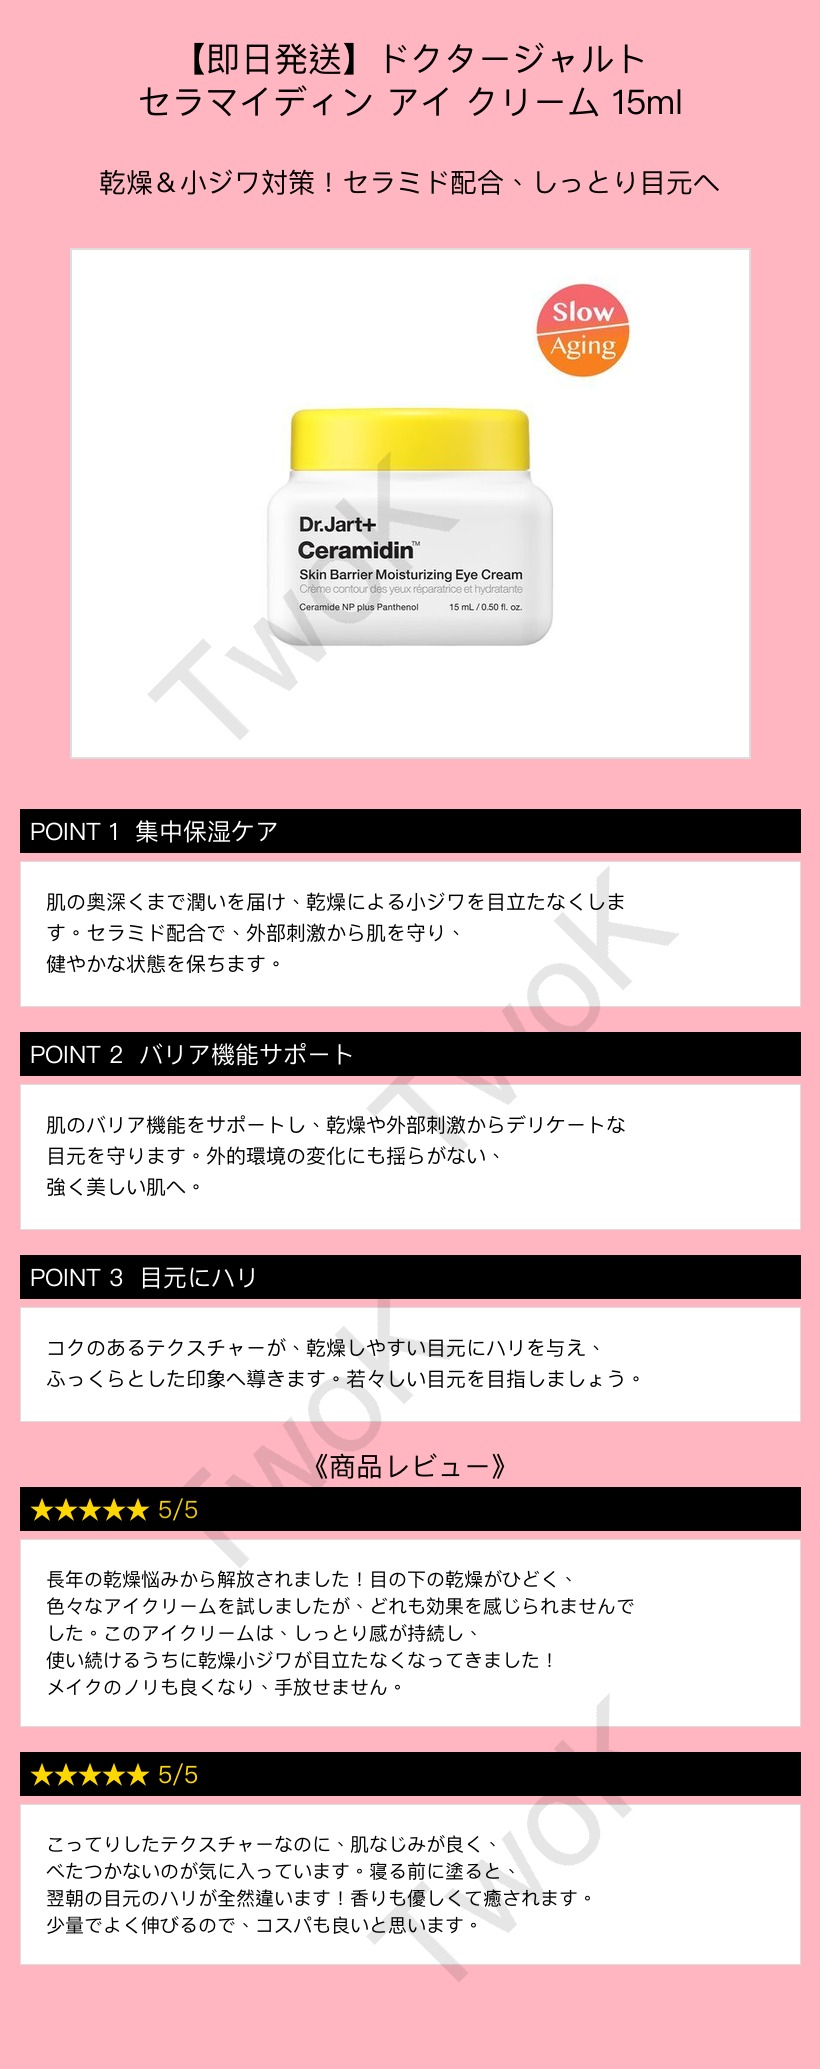 【即日発送】ドクタージャルト
セラマイディン アイ クリーム 15ml
乾燥＆小ジワ対策！セラミド配合、しっとり目元へ
Slow
Aging
Dr.Jart+
Ceramidin™
Skin Barrier Moisturizing Eye Cream
Crème contour des yeux réparatrice et hydratante
Ceramide NP plus Panthenol 15 mL / 0.50 fl. oz.
TwoK
POINT 1 集中保湿ケア
肌の奥深くまで潤いを届け、乾燥による小ジワを目立たなくしま
す。セラミド配合で、外部刺激から肌を守り、
健やかな状態を保ちます。
TwoK
POINT 2 バリア機能サポート
肌のバリア機能をサポートし、乾燥や外部刺激からデリケートな
目元を守ります。外的環境の変化にも揺らがない、
強く美しい肌へ。
POINT 3 目元にハリ
コクのあるテクスチャーが、乾燥しやすい目元にハリを与え、
ふっくらとした印象へ導きます。若々しい目元を目指しましょう。
TwoK
《商品レビュー》
★★★★★ 5/5
長年の乾燥悩みから解放されました！目の下の乾燥がひどく、
色々なアイクリームを試しましたが、どれも効果を感じられませんで
した。このアイクリームは、しっとり感が持続し、
使い続けるうちに乾燥小ジワが目立たなくなってきました！
メイクのノリも良くなり、手放せません。
★★★★★ 5/5
こってりしたテクスチャーなのに、肌なじみが良く、
べたつかないのが気に入っています。寝る前に塗ると、
翌朝の目元のハリが全然違います！香りも優しくて癒されます。
少量でよく伸びるので、コスパも良いと思います。
TwoK